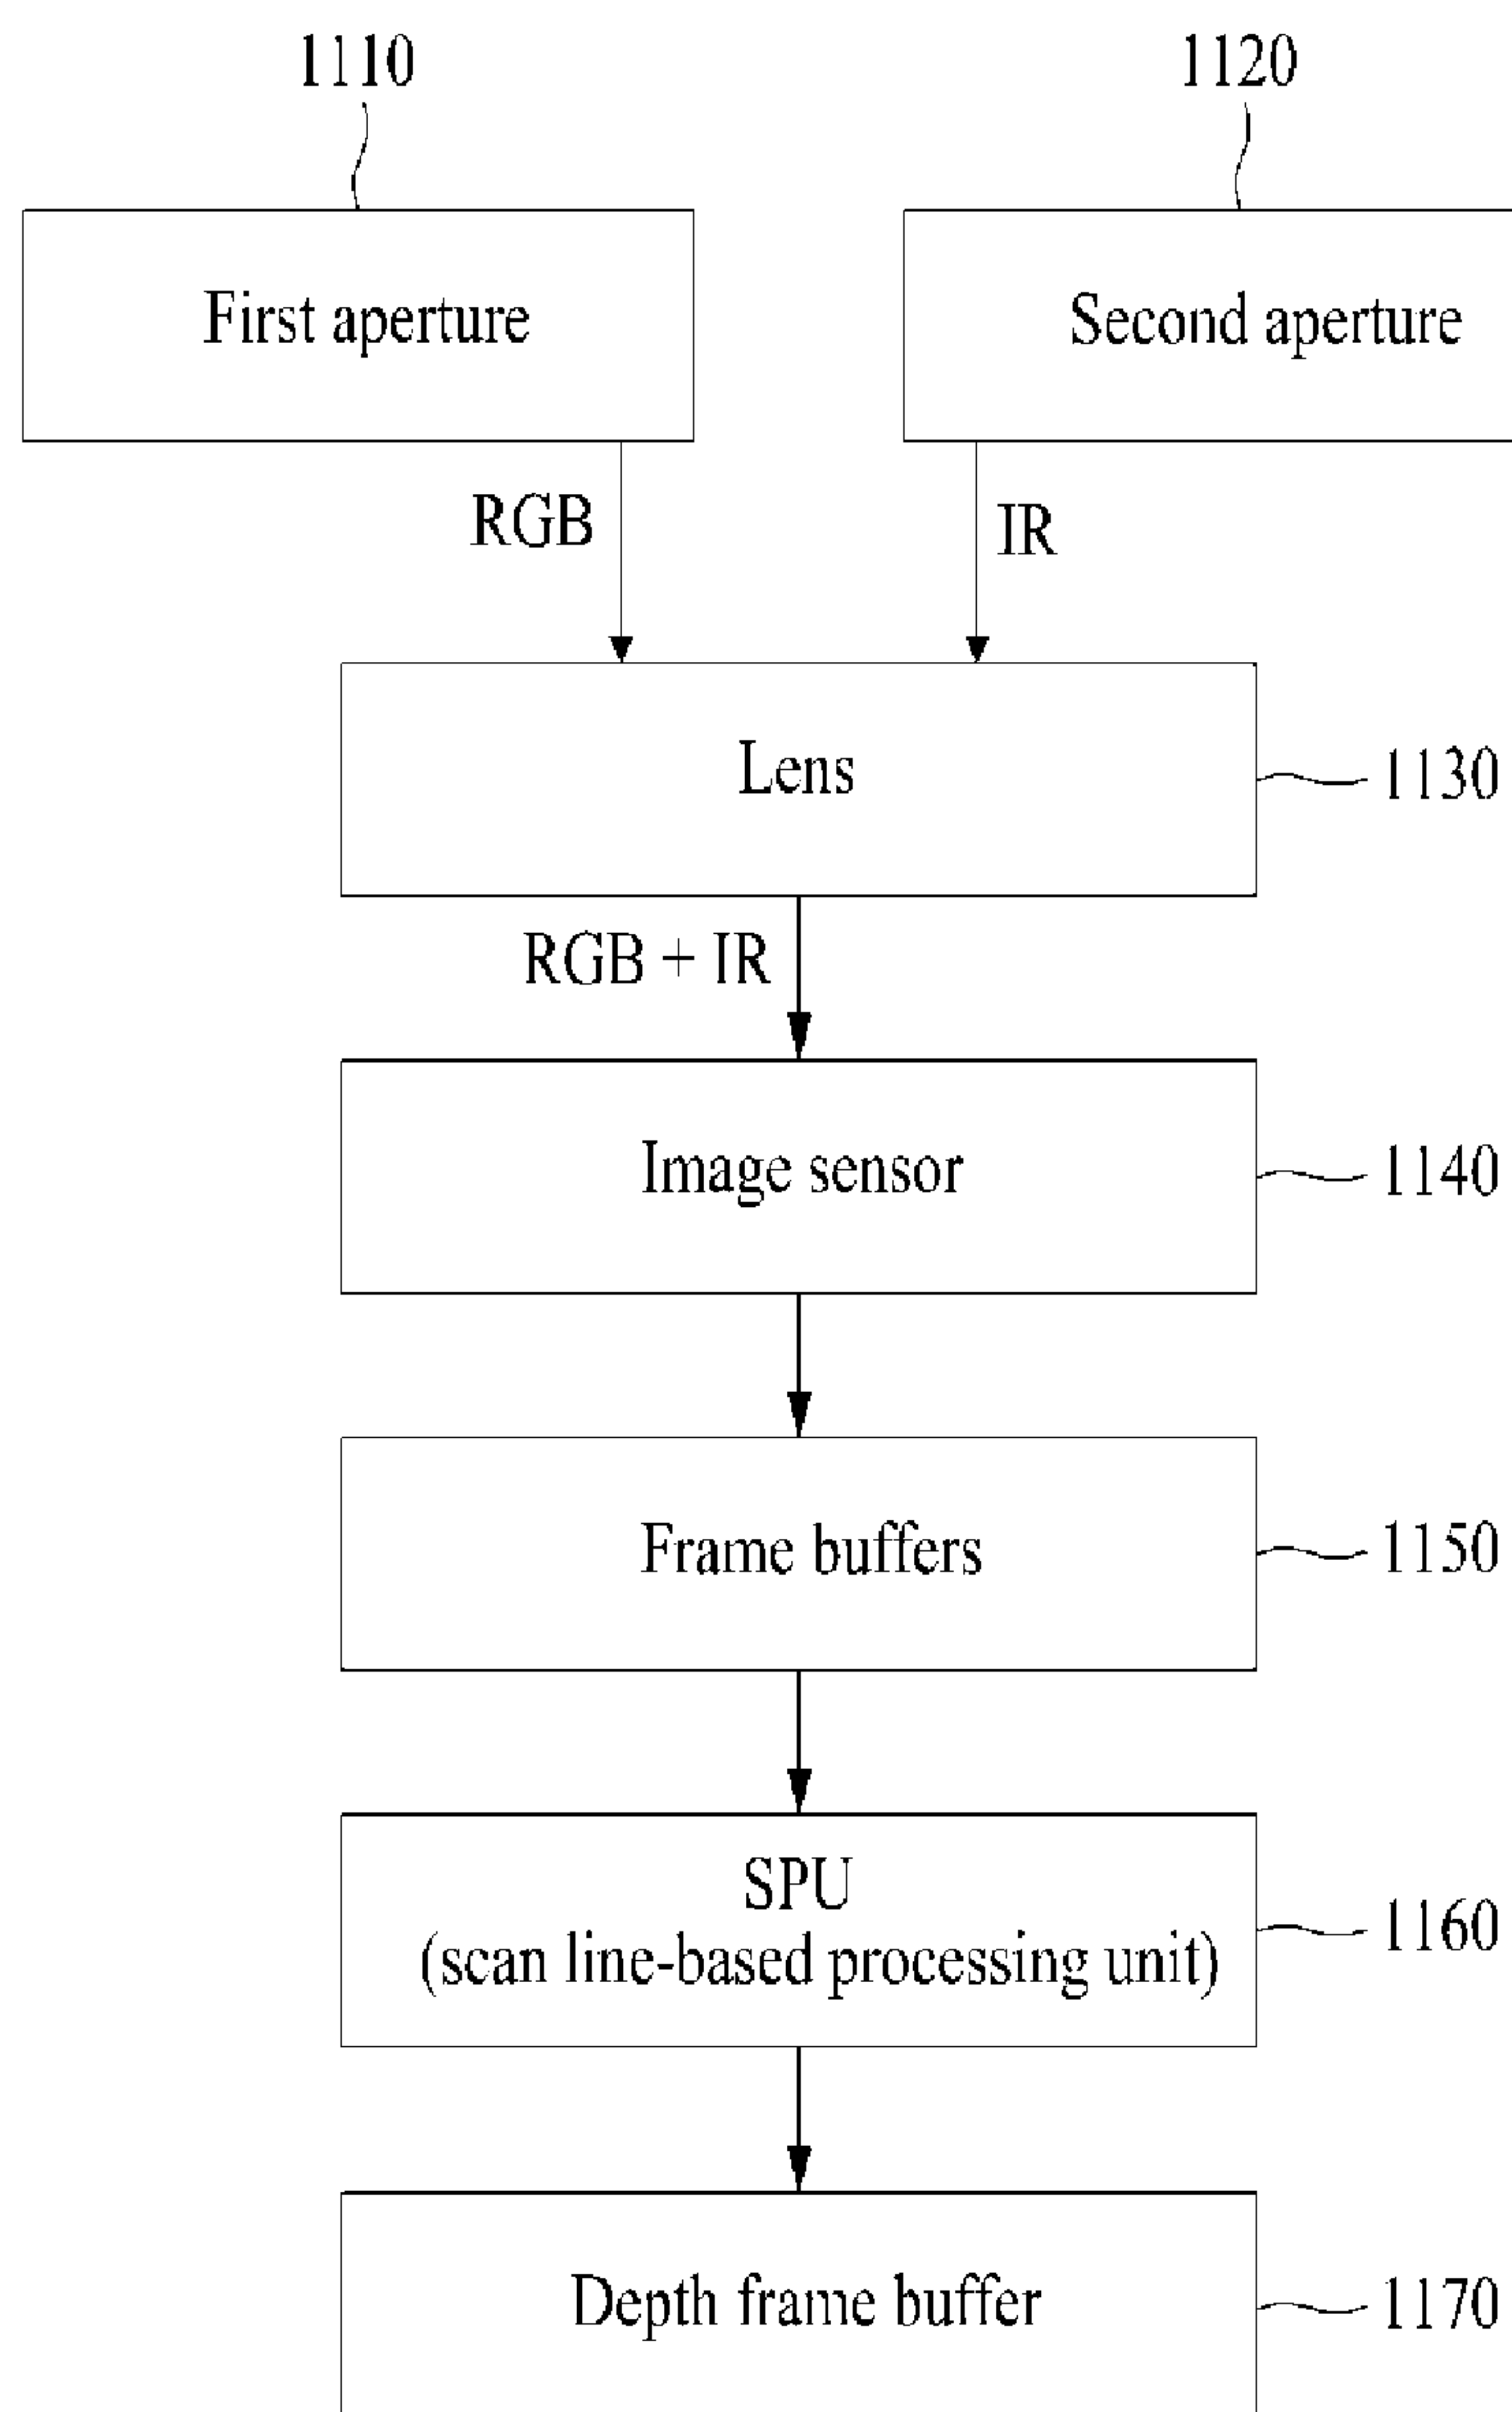 1110
1120
First aperture
Second aperture
RGB
IR
Lens
1130
RGB + IR
Image sensor
1140
Frame buffers
1150
SPU
(scan line-based processing unit)
1160
Depth frame buffer
1170